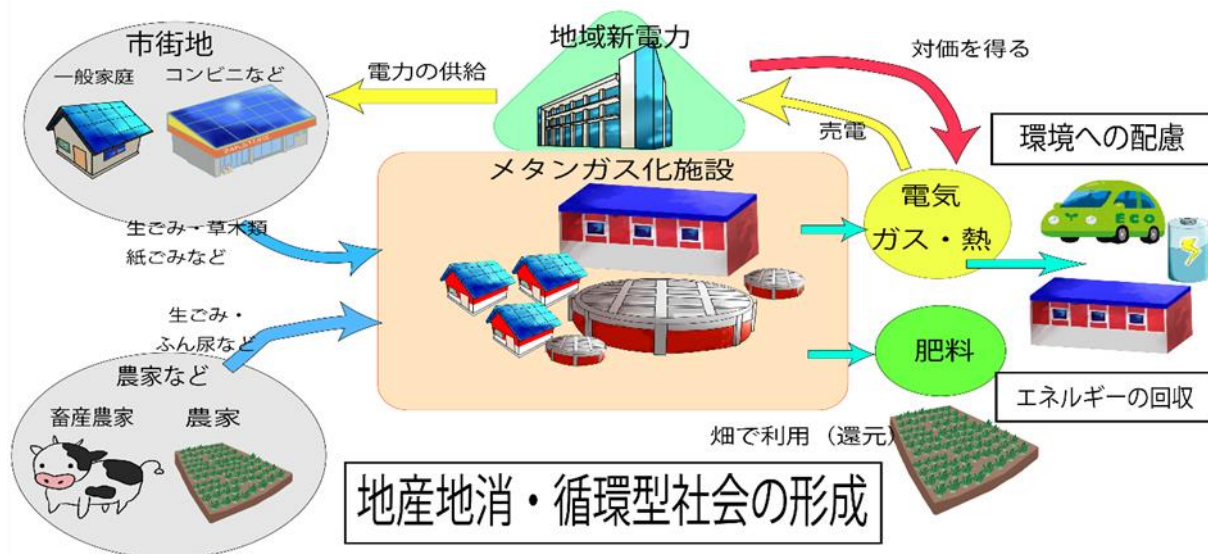 市街地
一般家庭
コンビニなど
電力の供給
地域新電力
対価を得る
売電
環境への配慮
メタンガス化施設
電気
ガス・熱
ECO
生ごみ・草木類
紙ごみなど
生ごみ・
ふん尿など
農家など
畜産農家
農家
肥料
エネルギーの回収
畑で利用（還元）
地産地消・循環型社会の形成